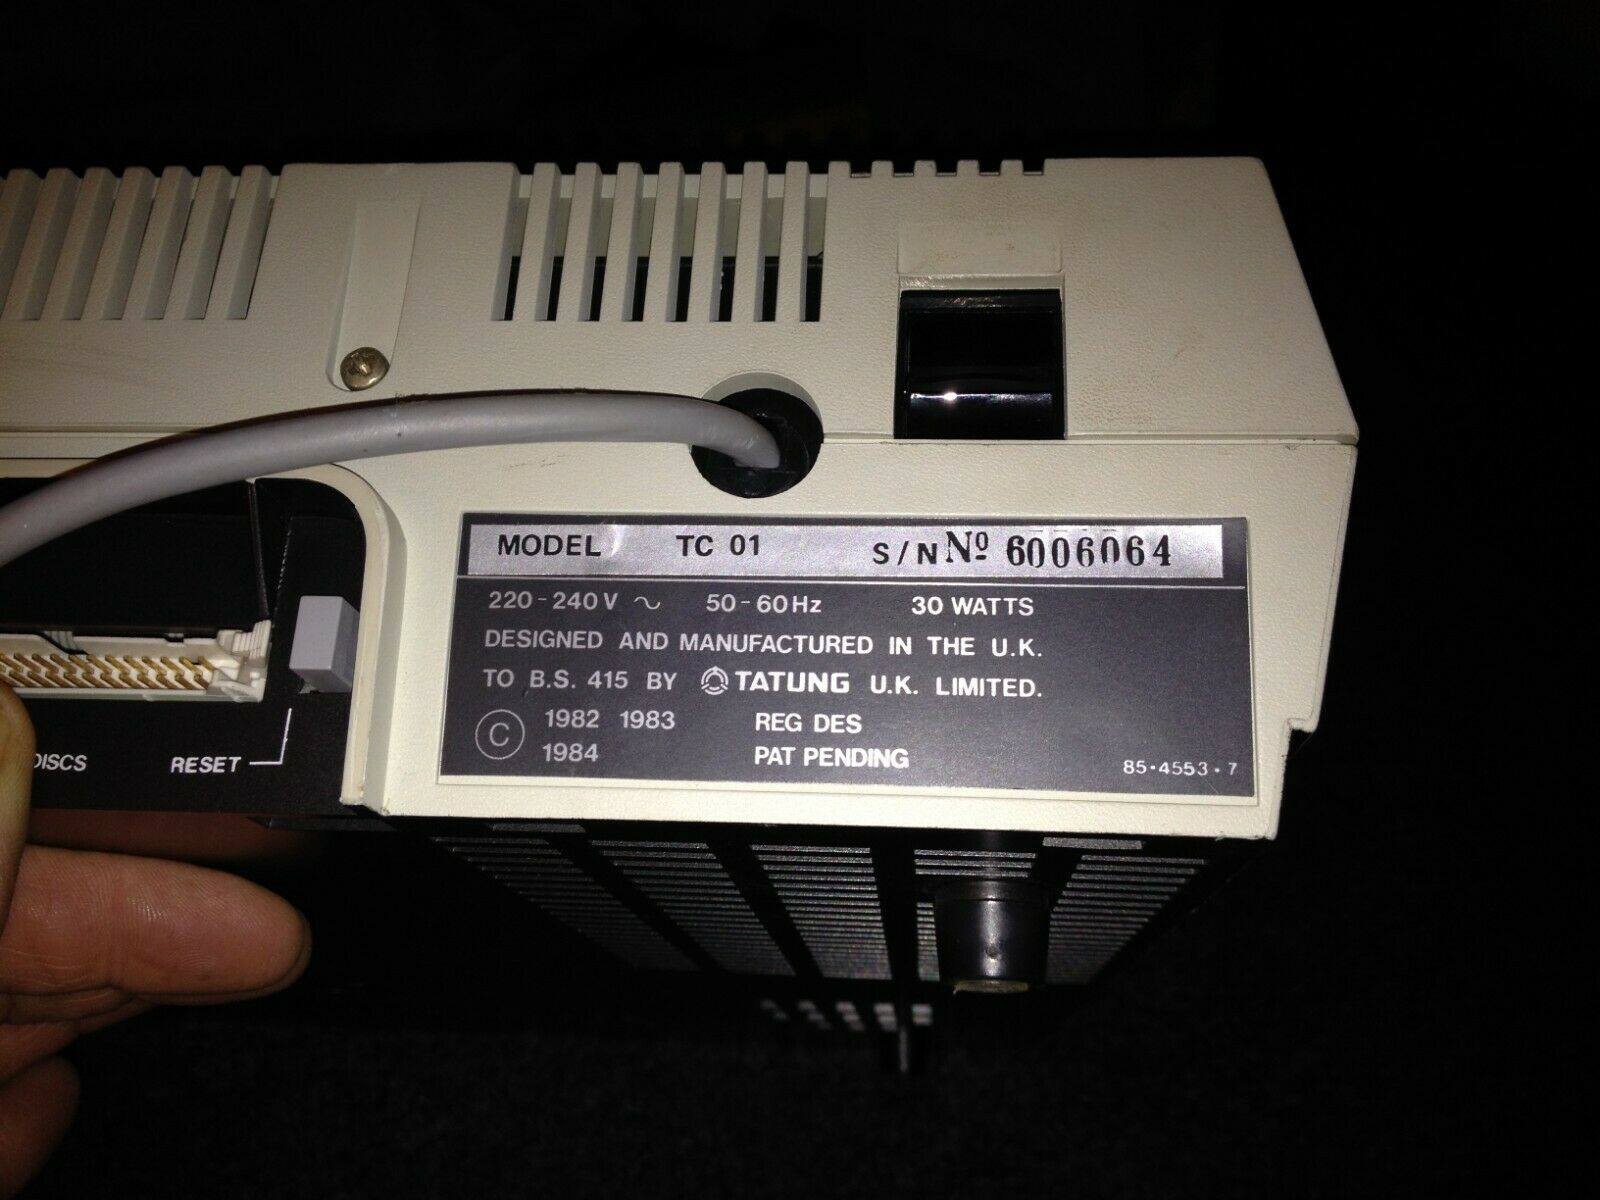 MODEL TC 01 S/N Nº 6006064
220-240V ~ 50-60Hz 30 WATTS
DESIGNED AND MANUFACTURED IN THE U.K.
TO B.S. 415 BY TATUNG U.K. LIMITED.
© 1982 1983 REG DES
1984 PAT PENDING
85·4553·7
DISCS RESET